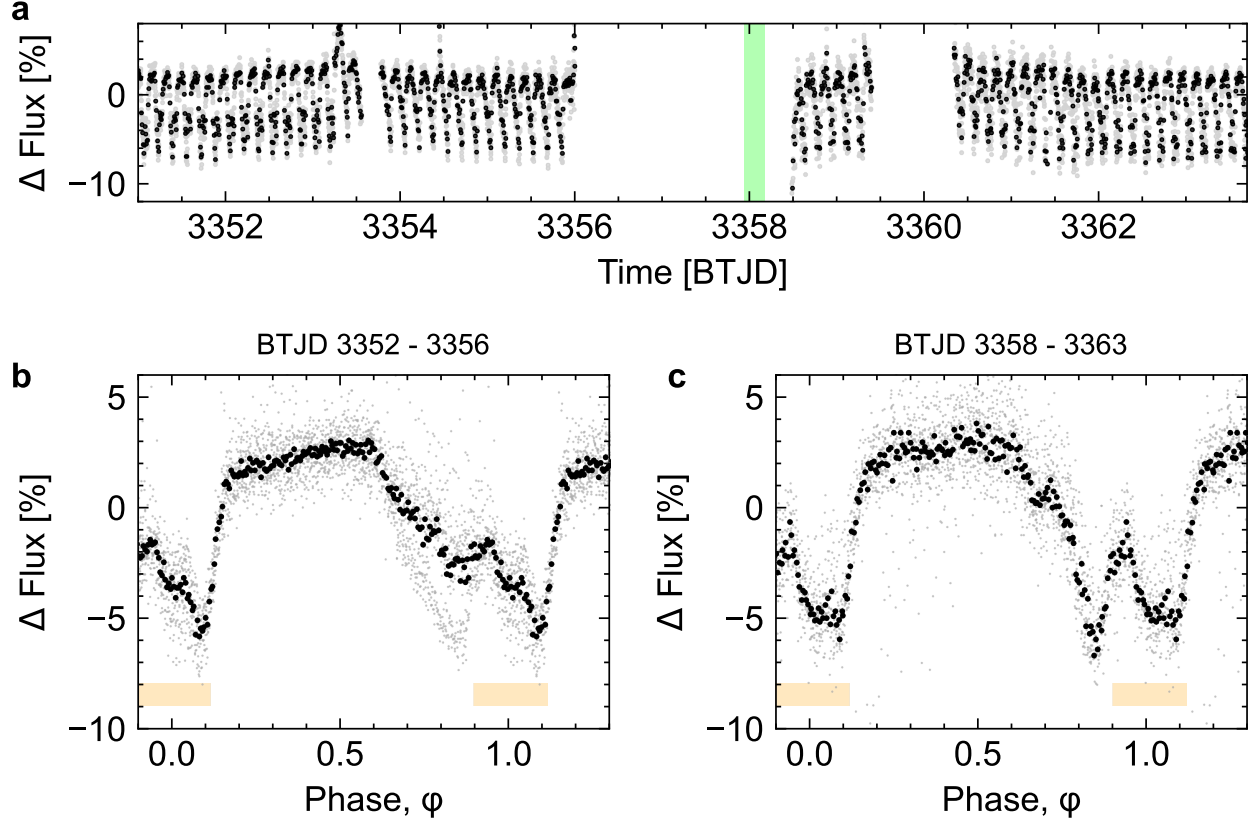 a
Δ Flux [%]
0
−10
3352 3354 3356 3358 3360 3362
Time [BTJD]
BTJD 3352 - 3356
BTJD 3358 - 3363
b
Δ Flux [%]
5
0
−5
−10
0.0 0.5 1.0
Phase, φ
c
Δ Flux [%]
5
0
−5
−10
0.0 0.5 1.0
Phase, φ